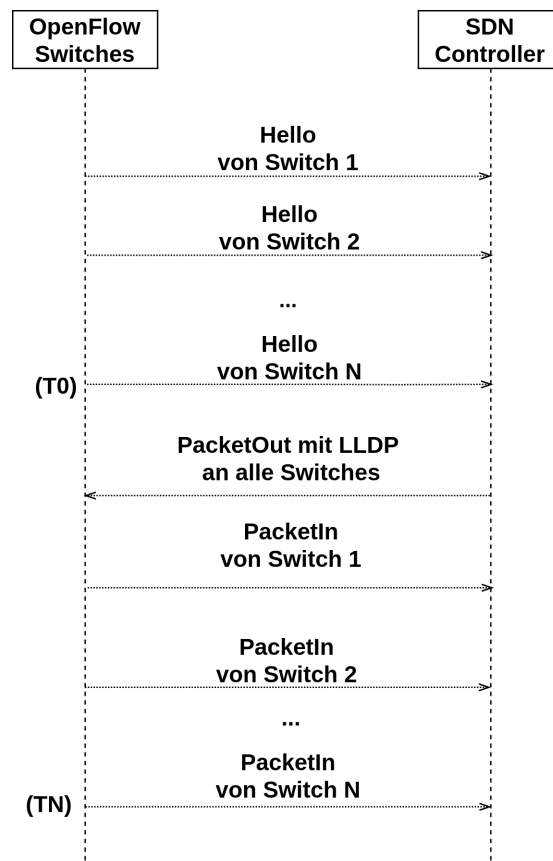 OpenFlow
Switches
SDN
Controller
Hello
von Switch 1
Hello
von Switch 2
...
Hello
von Switch N
(T0)
PacketOut mit LLDP
an alle Switches
PacketIn
von Switch 1
PacketIn
von Switch 2
...
PacketIn
von Switch N
(TN)